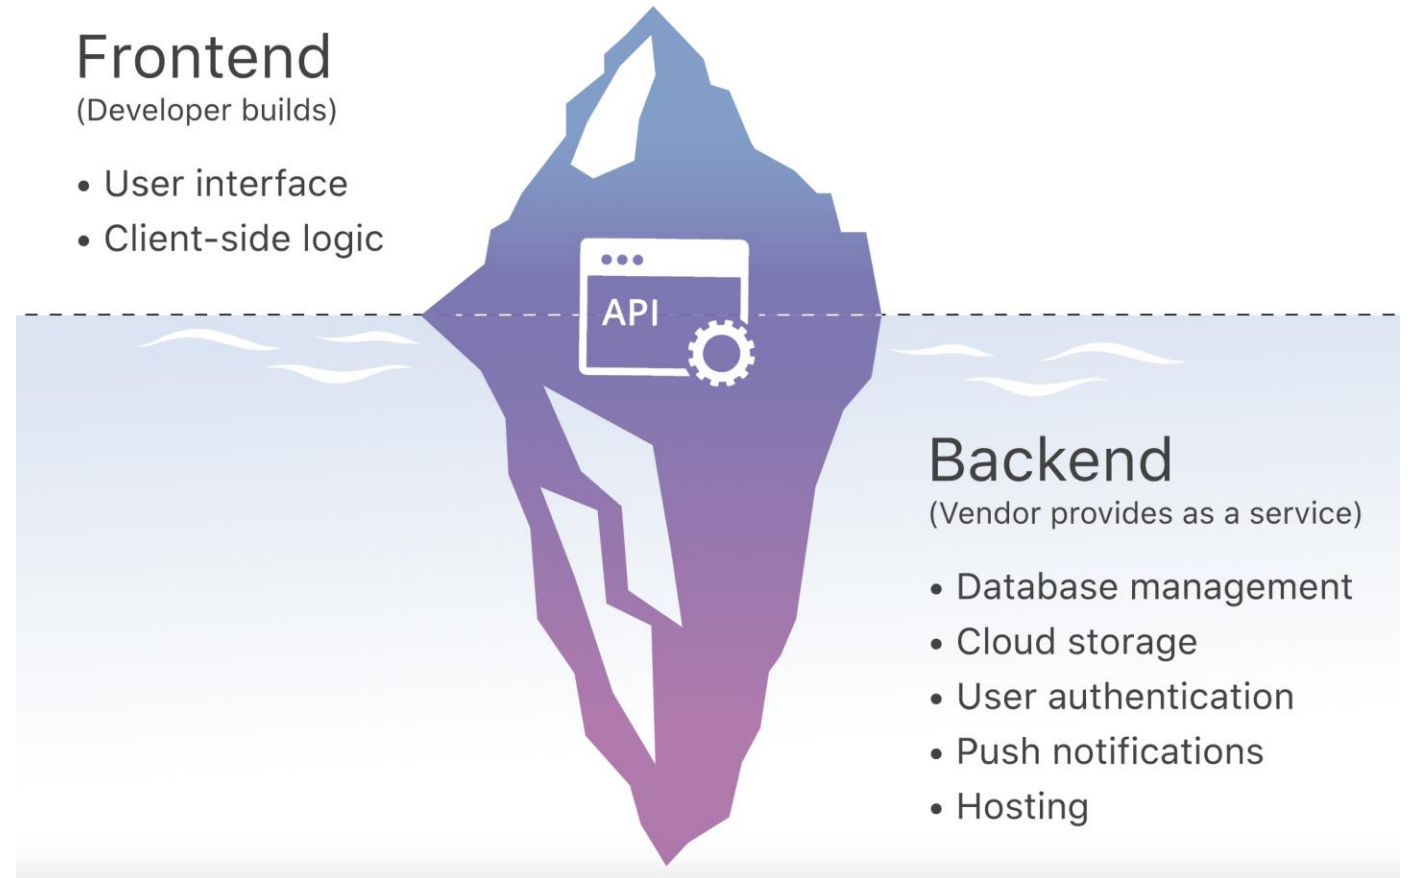 Frontend
(Developer builds)
• User interface
• Client-side logic
API
Backend
(Vendor provides as a service)
• Database management
• Cloud storage
• User authentication
• Push notifications
• Hosting